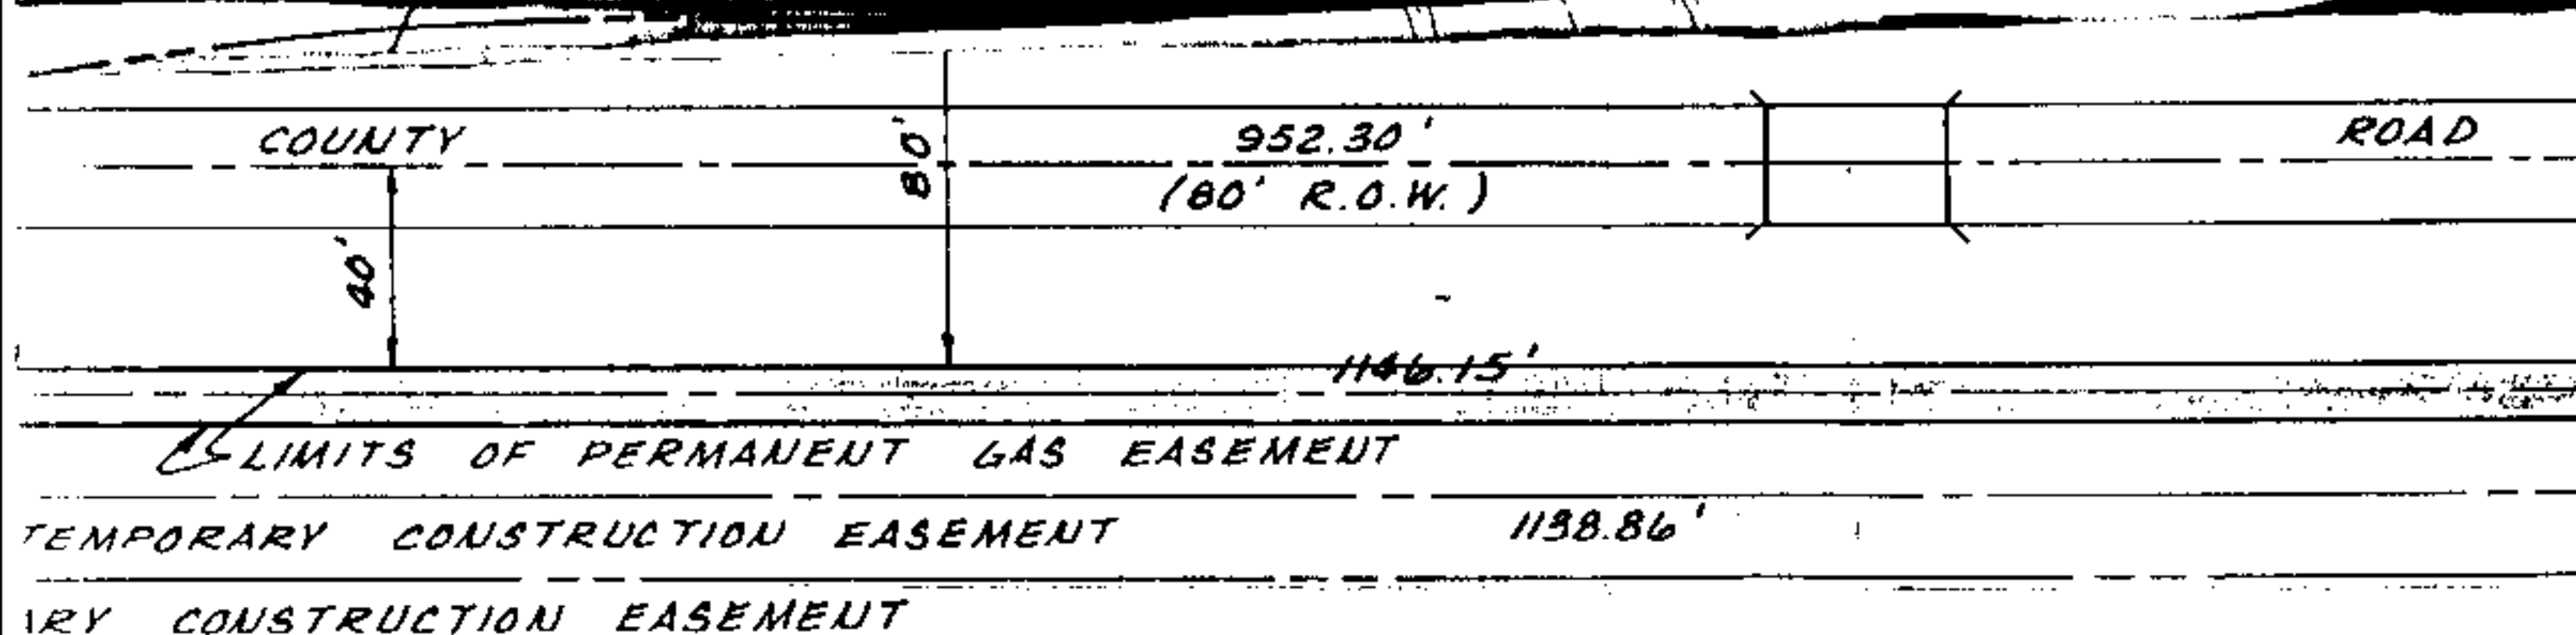 COUNTY 952.30' ROAD
80'
(80' R.O.W.)
40'
1146.15'
LIMITS OF PERMANENT GAS EASEMENT
TEMPORARY CONSTRUCTION EASEMENT 1138.86'
ARY CONSTRUCTION EASEMENT